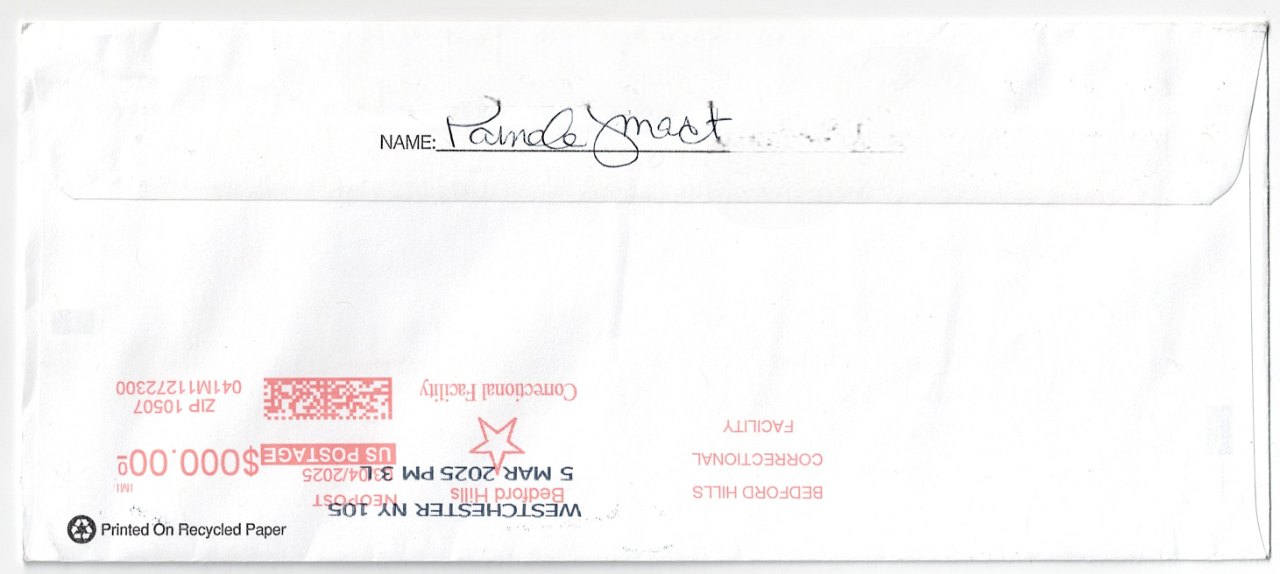 NAME: Pamela Smart
Correctional Facility
041M11272300
ZIP 10507
FACILITY
US POSTAGE $000.00⁰
CORRECTIONAL
03/04/2025
5 MAR 2025 PM 3 L
IMI
BEDFORD HILLS
Bedford Hills
NEOPOST
WESTCHESTER NY 105
Printed On Recycled Paper